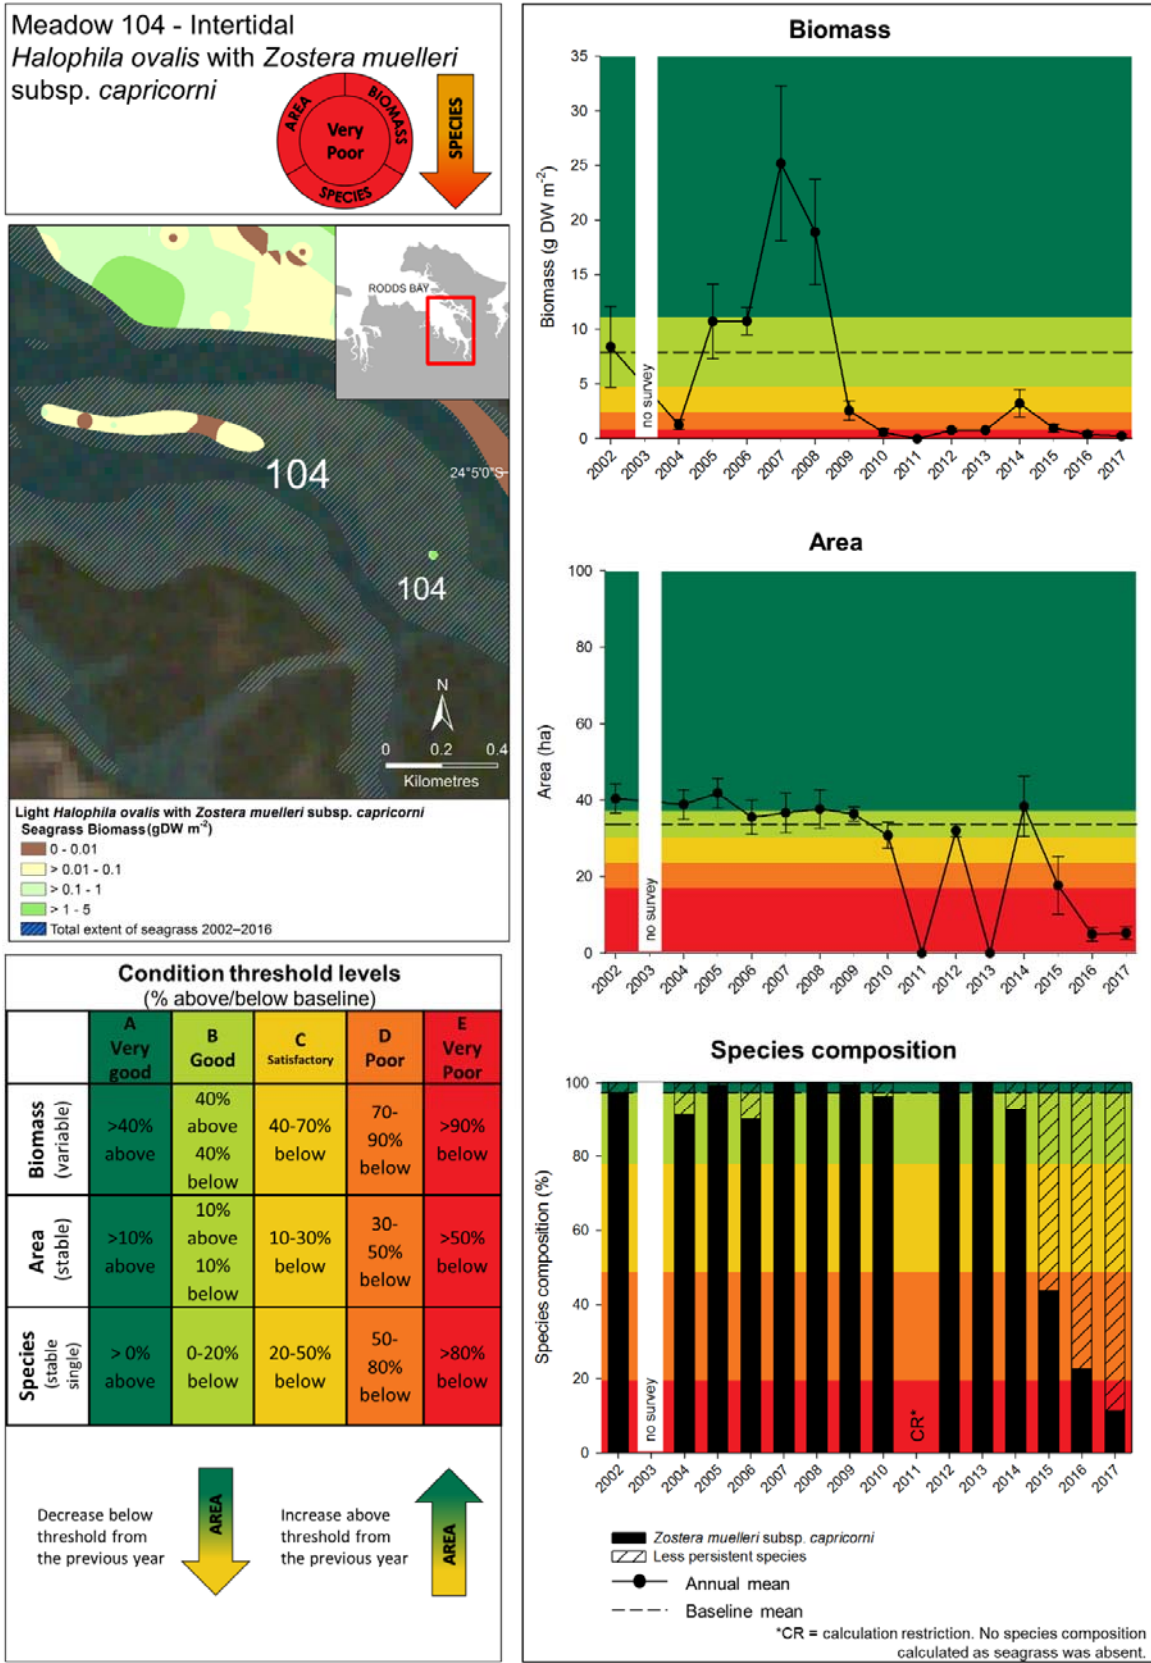 Meadow 104 - Intertidal
Halophila ovalis with Zostera muelleri
subsp. capricorni
AREA
BIOMASS
SPECIES
Very
Poor
SPECIES
RODDS BAY
24°5'0"S
104
104
N
0 0.2 0.4
Kilometres
Light Halophila ovalis with Zostera muelleri subsp. capricorni
Seagrass Biomass (gDW m-2)
0 - 0.01
> 0.01 - 0.1
> 0.1 - 1
> 1 - 5
Total extent of seagrass 2002–2016
Condition threshold levels
(% above/below baseline)
A
Very
good
B
Good
C
Satisfactory
D
Poor
E
Very
Poor
Biomass
(variable)
>40%
above
40%
above
40%
below
40-70%
below
70-
90%
below
>90%
below
Area
(stable)
>10%
above
10%
above
10%
below
10-30%
below
30-
50%
below
>50%
below
Species
(stable
single)
> 0%
above
0-20%
below
20-50%
below
50-
80%
below
>80%
below
Decrease below
threshold from
the previous year
AREA
Increase above
threshold from
the previous year
AREA
Biomass
Biomass (g DW m-2)
35
30
25
20
15
10
5
0
no survey
2002 2003 2004 2005 2006 2007 2008 2009 2010 2011 2012 2013 2014 2015 2016 2017
Area
Area (ha)
100
80
60
40
20
0
no survey
2002 2003 2004 2005 2006 2007 2008 2009 2010 2011 2012 2013 2014 2015 2016 2017
Species composition
Species composition (%)
100
80
60
40
20
0
no survey
CR*
2002 2003 2004 2005 2006 2007 2008 2009 2010 2011 2012 2013 2014 2015 2016 2017
Zostera muelleri subsp. capricorni
Less persistent species
Annual mean
Baseline mean
*CR = calculation restriction. No species composition
calculated as seagrass was absent.